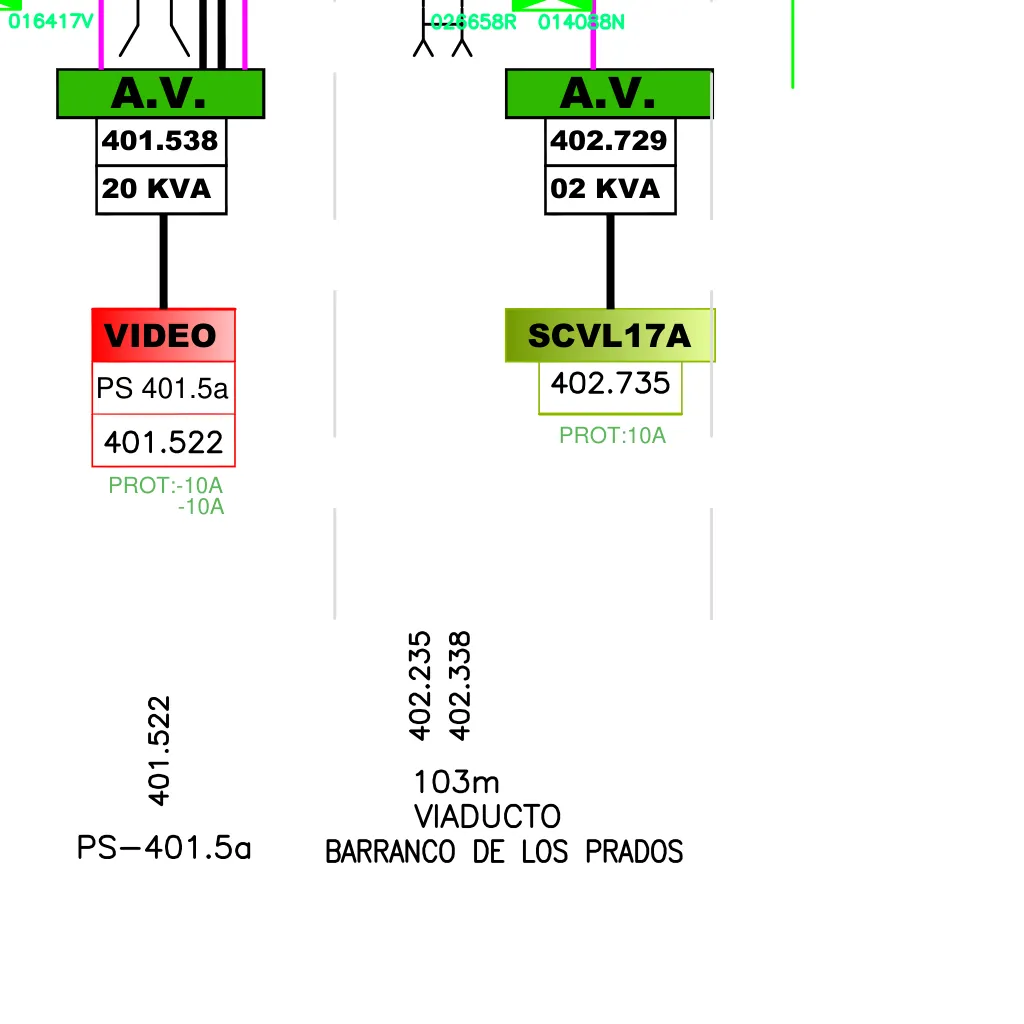 016417V
026658R
014088N
A.V.
401.538
20 KVA
A.V.
402.729
02 KVA
VIDEO
PS 401.5a
401.522
PROT:-10A
-10A
SCVL17A
402.735
PROT:10A
401.522
PS-401.5a
402.235
402.338
103m
VIADUCTO
BARRANCO DE LOS PRADOS